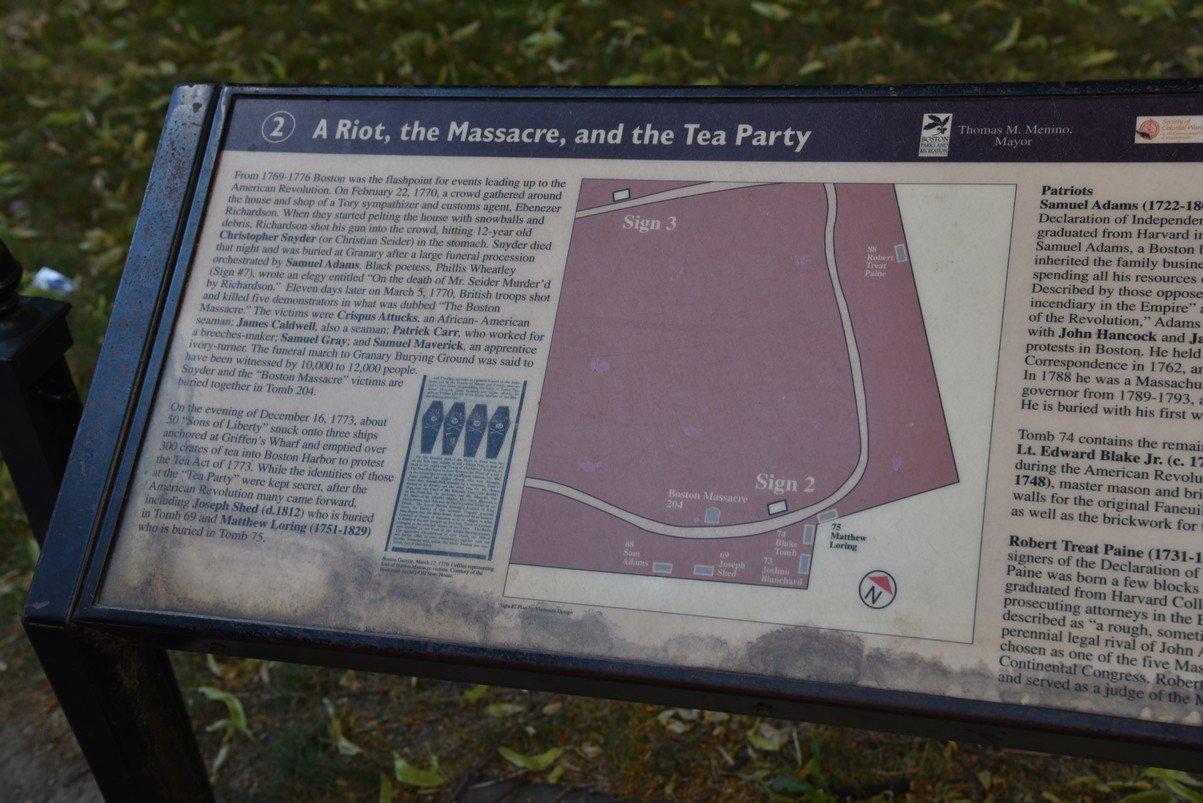 2 A Riot, the Massacre, and the Tea Party
BOSTON
PARKS AND
RECREATION
Thomas M. Menino,
Mayor
Society of
From 1769-1776 Boston was the flashpoint for events leading up to the
American Revolution. On February 22, 1770, a crowd gathered around
the house and shop of a Tory sympathizer and customs agent, Ebenezer
Richardson. When they started pelting the house with snowballs and
debris, Richardson shot his gun into the crowd, hitting 12-year old
Christopher Snyder (or Christian Seider) in the stomach. Snyder died
that night and was buried at Granary after a large funeral procession
orchestrated by Samuel Adams. Black poetess, Phillis Wheatley
(Sign #7), wrote an elegy entitled "On the death of Mr. Seider Murder'd
by Richardson." Eleven days later on March 5, 1770, British troops shot
and killed five demonstrators in what was dubbed "The Boston
Massacre." The victims were Crispus Attucks, an African- American
seaman; James Caldwell, also a seaman; Patrick Carr, who worked for
a breeches-maker; Samuel Gray; and Samuel Maverick, an apprentice
ivory-turner. The funeral march to Granary Burying Ground was said to
have been witnessed by 10,000 to 12,000 people.
Snyder and the "Boston Massacre" victims are
buried together in Tomb 204.
On the evening of December 16, 1773, about
50 "Sons of Liberty" snuck onto three ships
anchored at Griffen's Wharf and emptied over
300 crates of tea into Boston Harbor to protest
the Tea Act of 1773. While the identities of those
at the "Tea Party" were kept secret, after the
American Revolution many came forward,
including Joseph Shed (d.1812) who is buried
in Tomb 69 and Matthew Loring (1751-1829)
who is buried in Tomb 75.
Boston Gazette, March 12, 1770. Coffins representing
Sign 3
88
Robert
Treat
Paine
Sign 2
Boston Massacre
204
68
Sam
Adams
69
Joseph
Shed
74
Blake
Tomb
73
Joshua
Blanchard
75
Matthew
Loring
N
Patriots
Samuel Adams (1722-18
Declaration of Independen
graduated from Harvard in
Samuel Adams, a Boston
inherited the family busine
spending all his resources
Described by those oppose
incendiary in the Empire"
of the Revolution," Adams
with John Hancock and Ja
protests in Boston. He held
Correspondence in 1762, an
In 1788 he was a Massachu
governor from 1789-1793,
He is buried with his first w
Tomb 74 contains the remai
Lt. Edward Blake Jr. (c. 17
during the American Revolu
1748), master mason and br
walls for the original Faneui
as well as the brickwork for
Robert Treat Paine (1731-1
signers of the Declaration of
Paine was born a few blocks
graduated from Harvard Coll
prosecuting attorneys in the
described as "a rough, somet
perennial legal rival of John
chosen as one of the five Mas
Continental Congress. Robert
and served as a judge of the